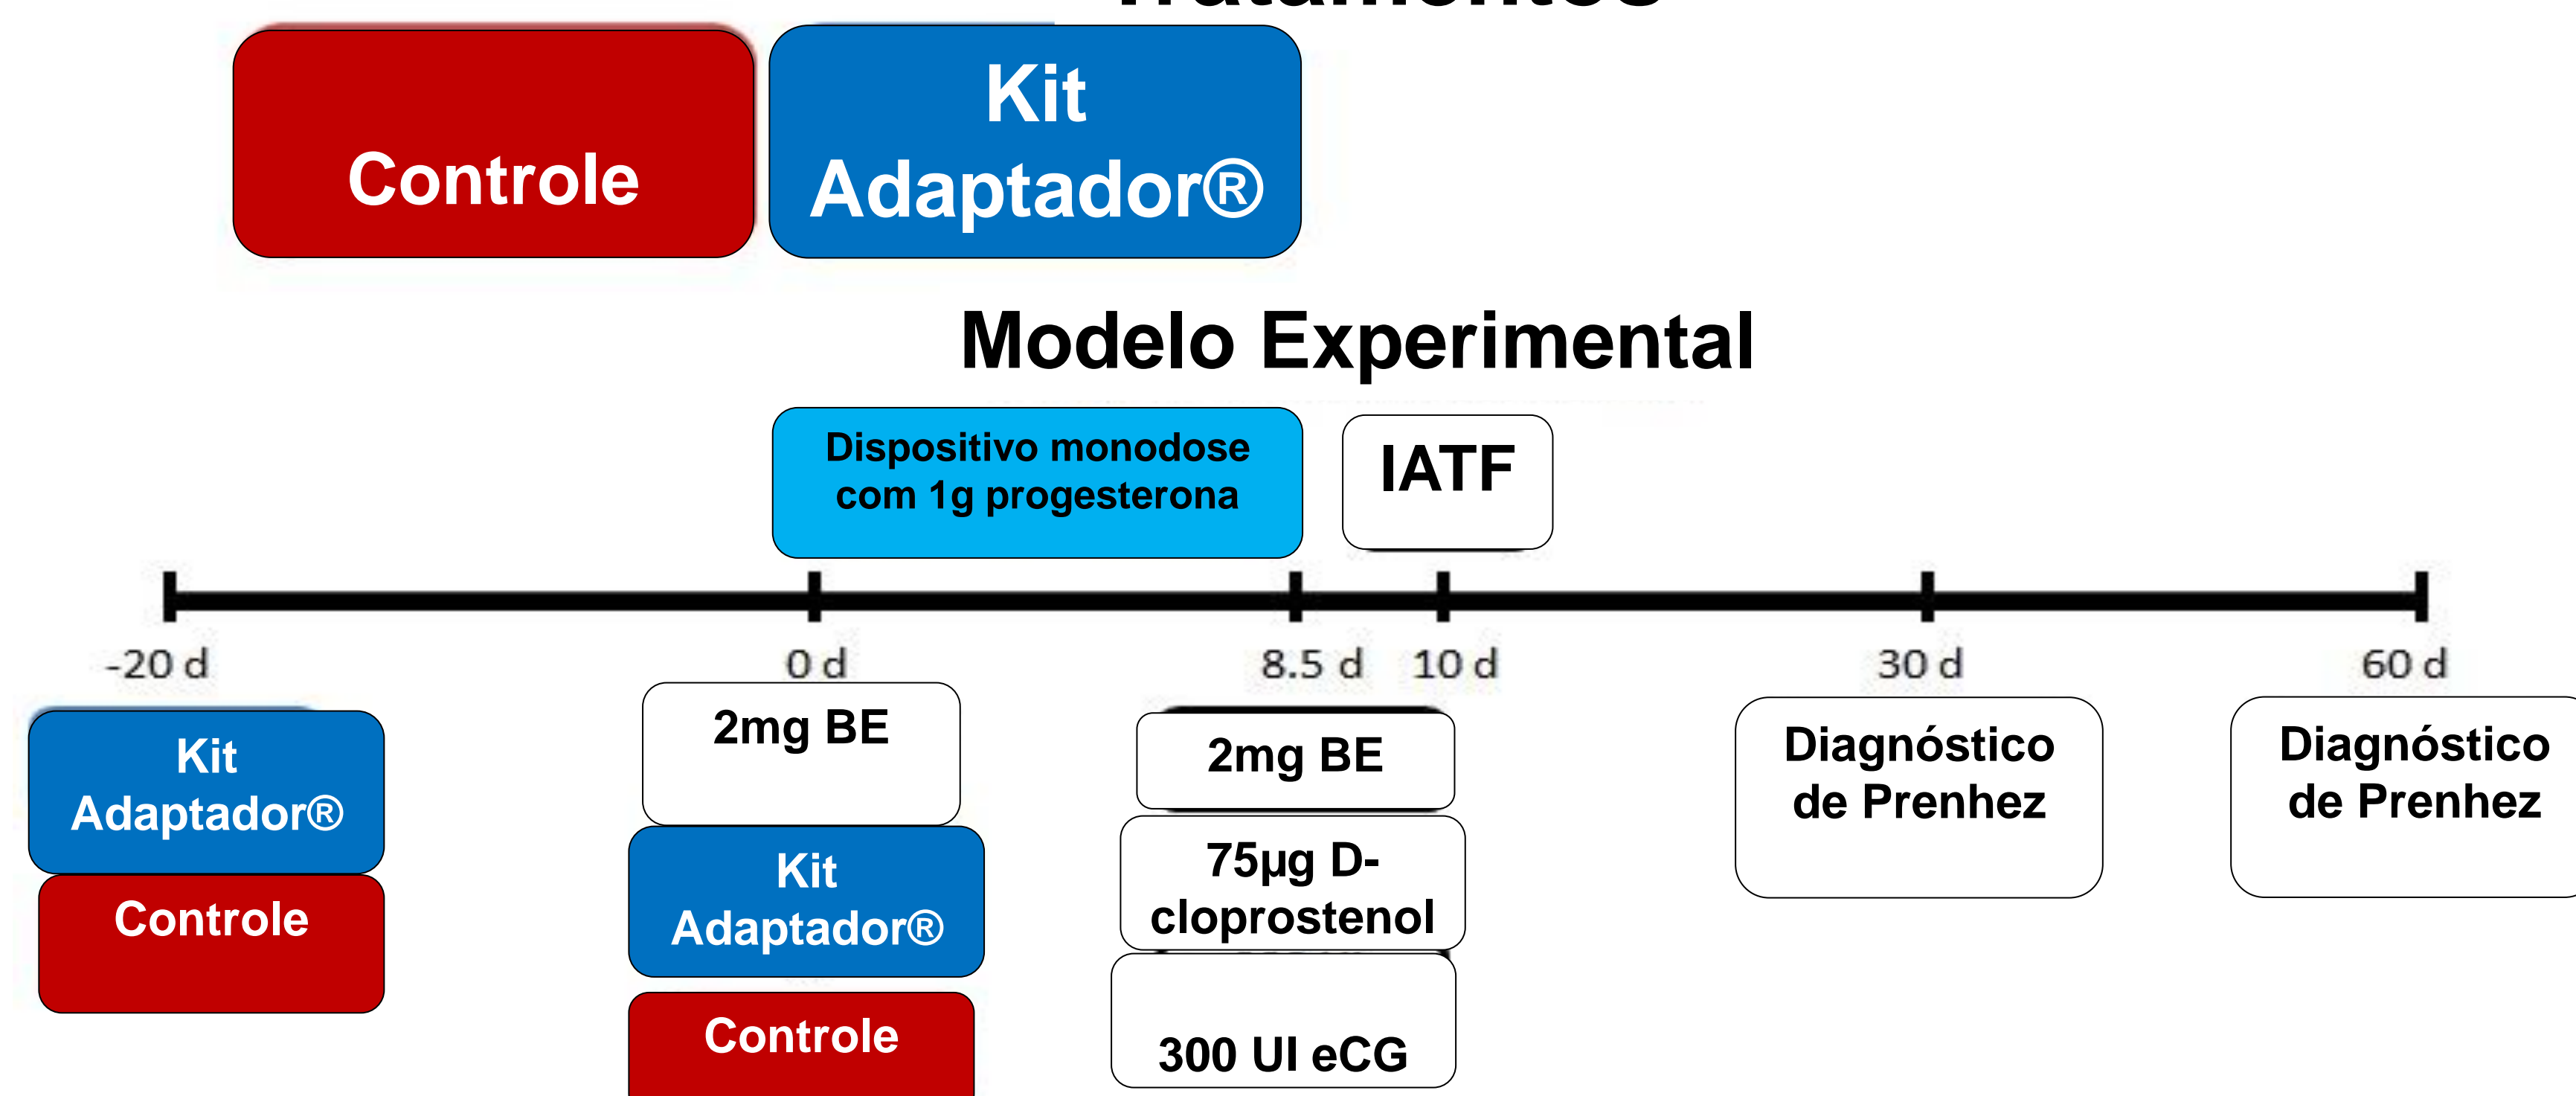 Tratamentos
Controle
Kit
Adaptador®
Modelo Experimental
Dispositivo monodose
com 1g progesterona
IATF
-20 d
0 d
8.5 d
10 d
30 d
60 d
Kit
Adaptador®
Controle
2mg BE
Kit
Adaptador®
Controle
2mg BE
75µg D-
cloprostenol
300 UI eCG
Diagnóstico
de Prenhez
Diagnóstico
de Prenhez